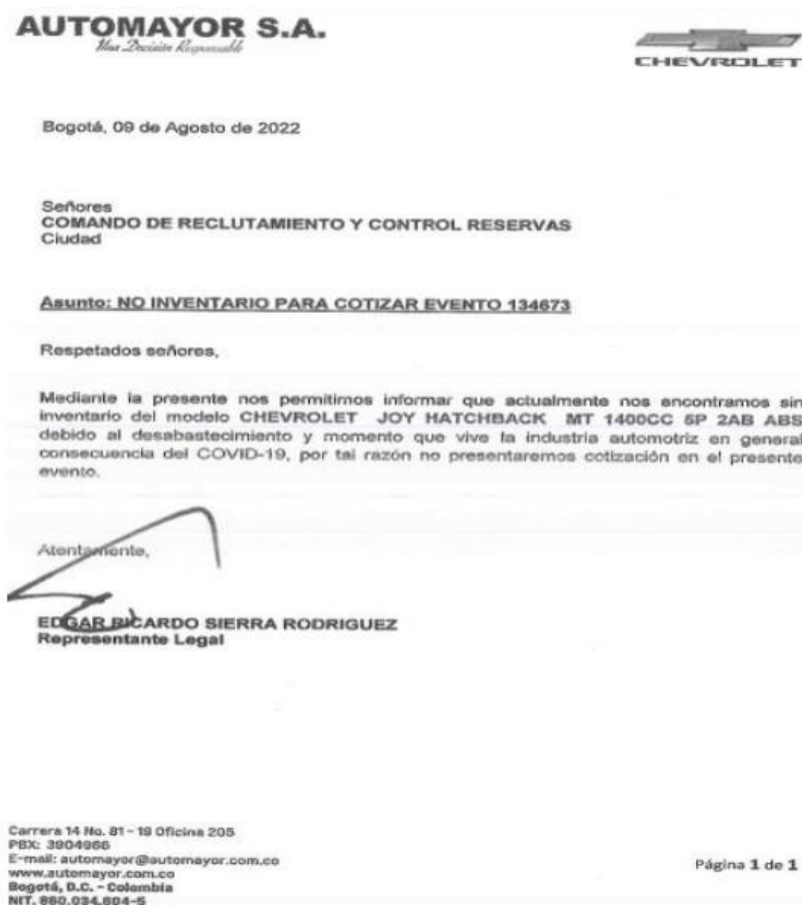 AUTOMAYOR S.A.
Una Decisión Responsable
CHEVROLET
Bogotá, 09 de Agosto de 2022
Señores
COMANDO DE RECLUTAMIENTO Y CONTROL RESERVAS
Ciudad
Asunto: NO INVENTARIO PARA COTIZAR EVENTO 134673
Respetados señores,
Mediante la presente nos permitimos informar que actualmente nos encontramos sin
inventario del modelo CHEVROLET JOY HATCHBACK MT 1400CC 5P 2AB ABS
debido al desabastecimiento y momento que vive la industria automotriz en general
consecuencia del COVID-19, por tal razón no presentaremos cotización en el presente
evento.
Atentamente,
EDGAR RICARDO SIERRA RODRIGUEZ
Representante Legal
Carrera 14 No. 81 - 19 Oficina 205
PBX: 3904966
E-mail: automayor@automayor.com.co
www.automayor.com.co
Bogotá, D.C. - Colombia
NIT. 860.034.604-5
Página 1 de 1